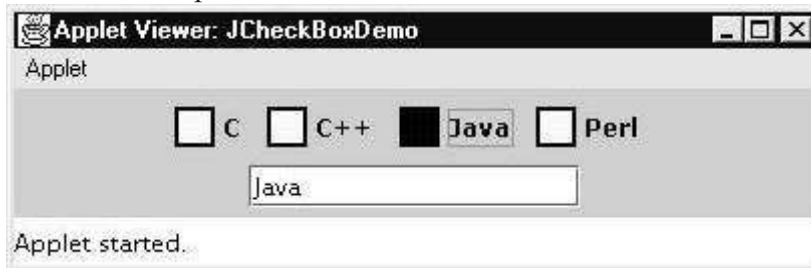 Applet Viewer: JCheckBoxDemo
Applet
C C++ Java Perl
Java
Applet started.